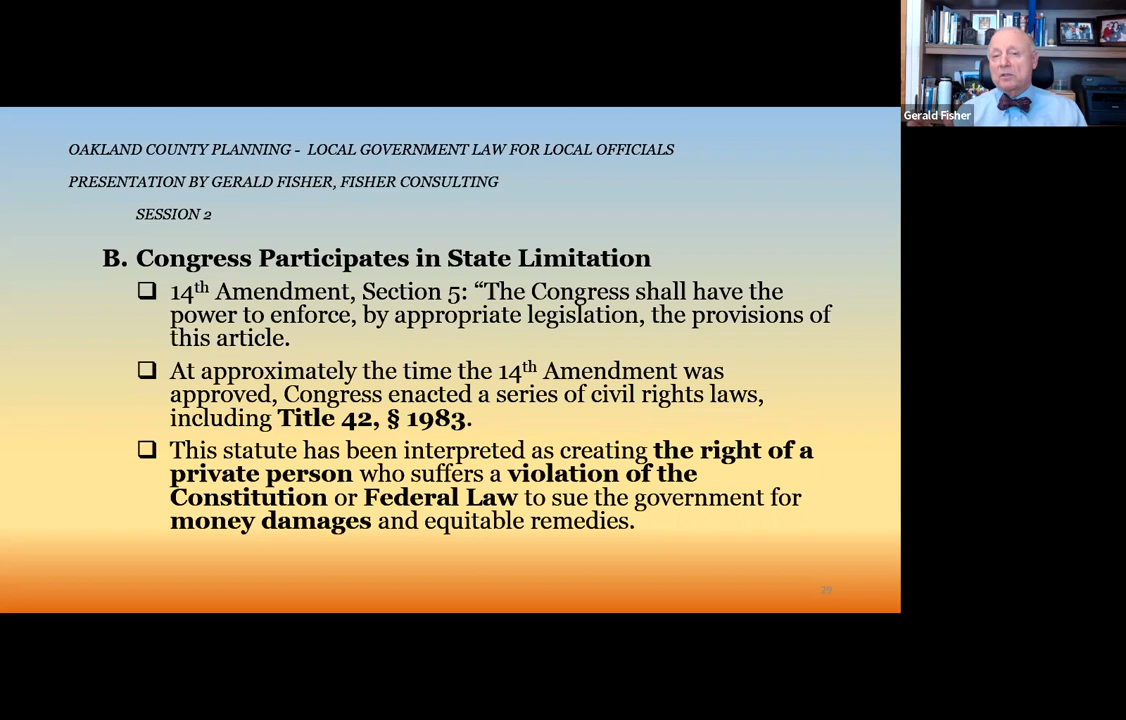 Gerald Fisher
OAKLAND COUNTY PLANNING - LOCAL GOVERNMENT LAW FOR LOCAL OFFICIALS
PRESENTATION BY GERALD FISHER, FISHER CONSULTING
SESSION 2
B. Congress Participates in State Limitation
❑ 14th Amendment, Section 5: “The Congress shall have the
power to enforce, by appropriate legislation, the provisions of
this article.
❑ At approximately the time the 14th Amendment was
approved, Congress enacted a series of civil rights laws,
including Title 42, § 1983.
❑ This statute has been interpreted as creating the right of a
private person who suffers a violation of the
Constitution or Federal Law to sue the government for
money damages and equitable remedies.
29